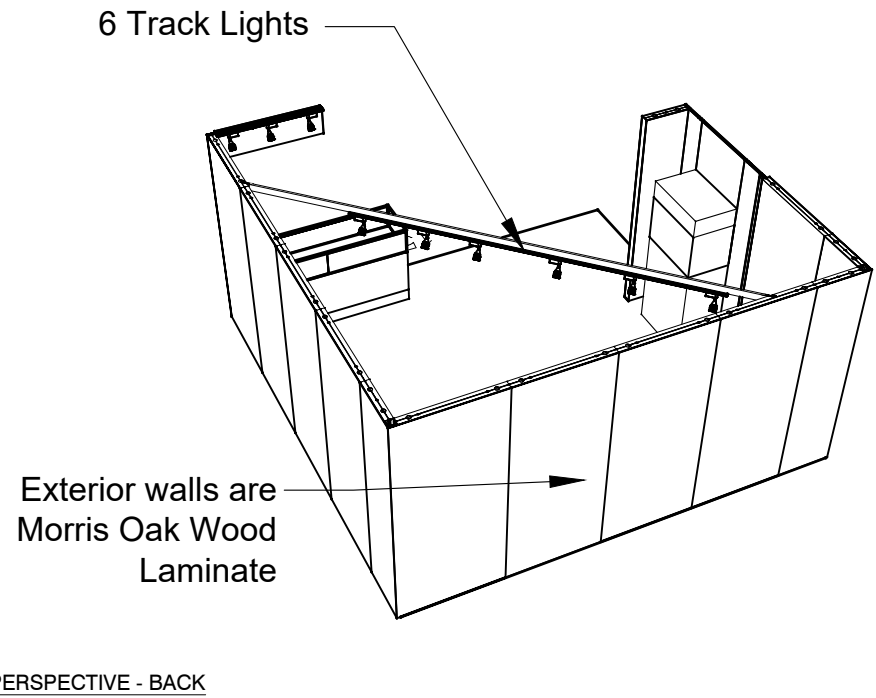 6 Track Lights
Exterior walls are
Morris Oak Wood
Laminate
PERSPECTIVE - BACK